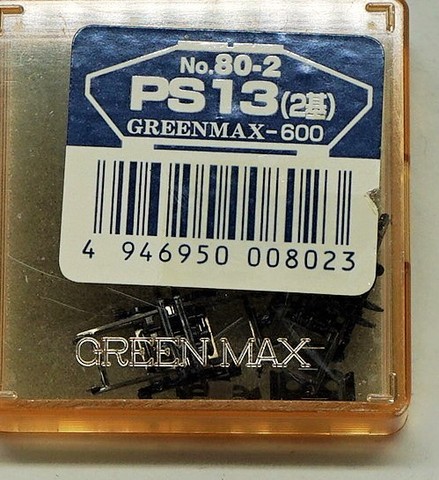 No.80-2
PS13(2基)
GREENMAX-600
4 946950 008023
GREEN MAX